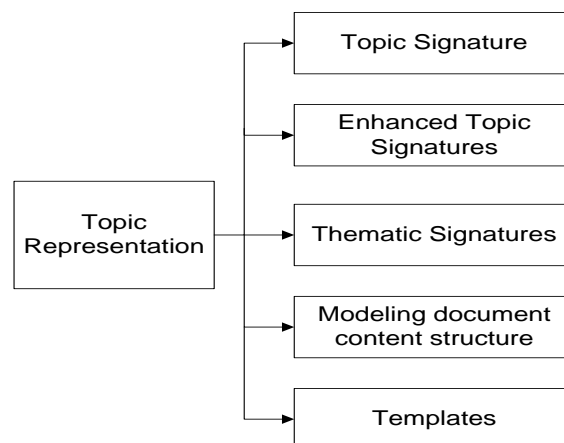 Topic Signature
Enhanced Topic
Signatures
Topic
Representation
Thematic Signatures
Modeling document
content structure
Templates